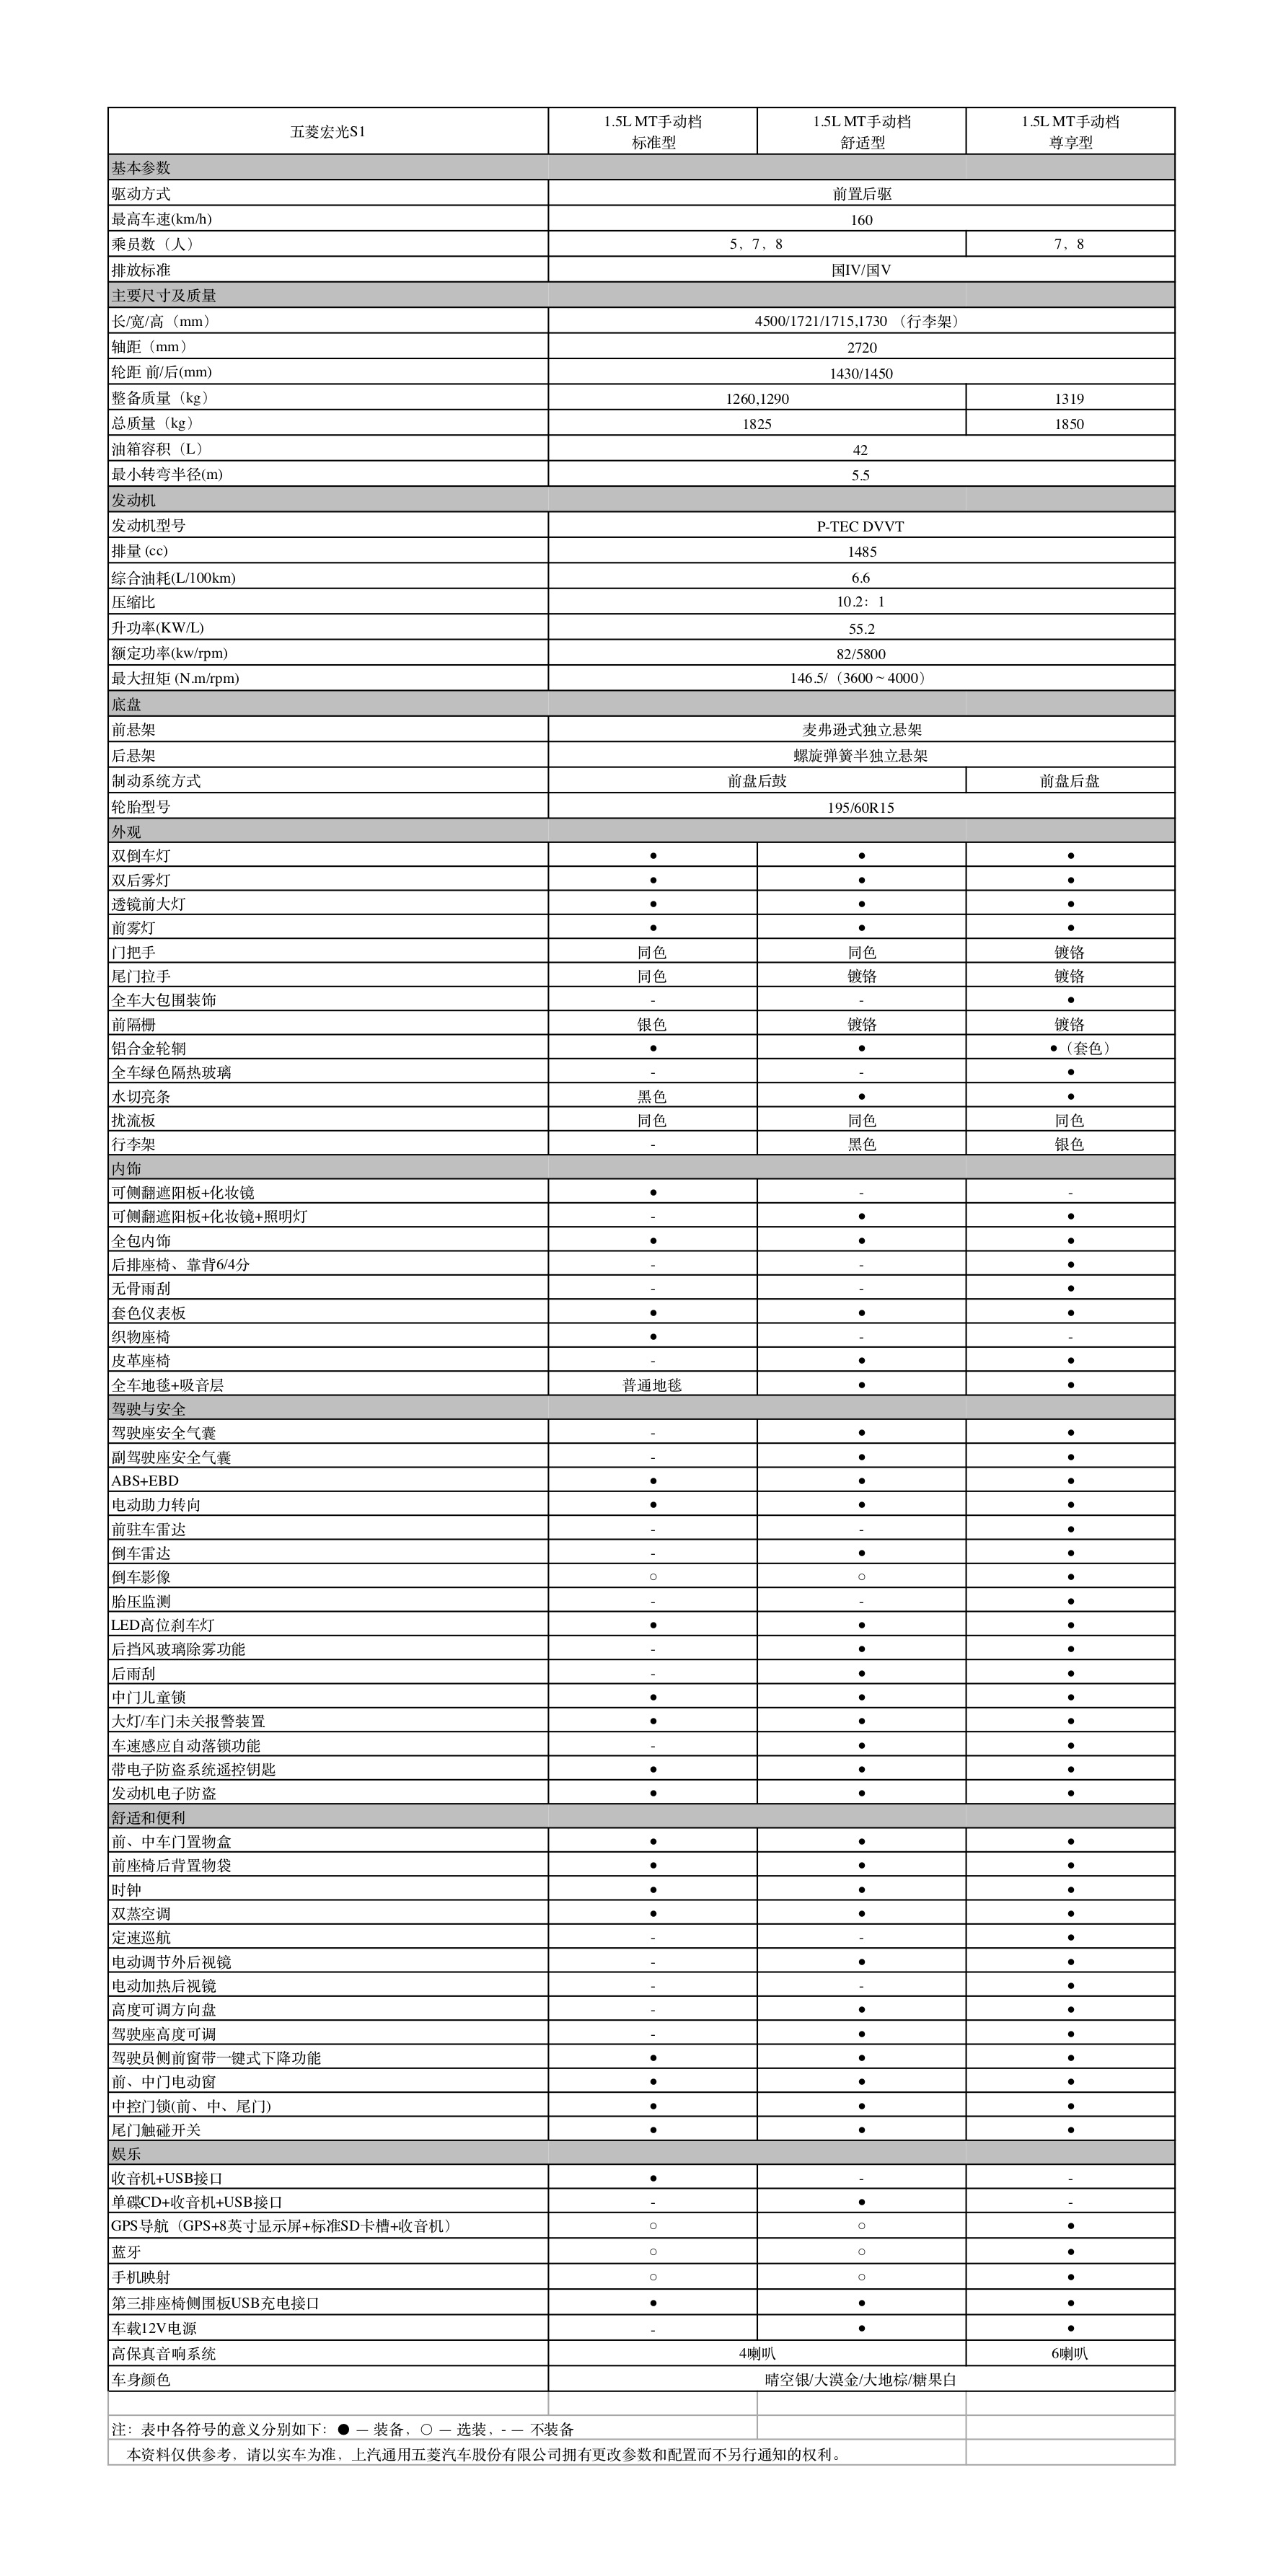 五菱宏光S1 1.5L MT手动档 标准型 1.5L MT手动档 舒适型 1.5L MT手动档 尊享型
基本参数
驱动方式 前置后驱
最高车速(km/h) 160
乘员数（人） 5，7，8 7，8
排放标准 国IV/国V
主要尺寸及质量
长/宽/高（mm） 4500/1721/1715,1730 （行李架）
轴距（mm） 2720
轮距 前/后(mm) 1430/1450
整备质量（kg） 1260,1290 1319
总质量（kg） 1825 1850
油箱容积（L） 42
最小转弯半径(m) 5.5
发动机
发动机型号 P-TEC DVVT
排量 (cc) 1485
综合油耗(L/100km) 6.6
压缩比 10.2：1
升功率(KW/L) 55.2
额定功率(kw/rpm) 82/5800
最大扭矩 (N.m/rpm) 146.5/（3600～4000）
底盘
前悬架 麦弗逊式独立悬架
后悬架 螺旋弹簧半独立悬架
制动系统方式 前盘后鼓 前盘后盘
轮胎型号 195/60R15
外观
双倒车灯 ● ● ●
双后雾灯 ● ● ●
透镜前大灯 ● ● ●
前雾灯 ● ● ●
门把手 同色 同色 镀铬
尾门拉手 同色 镀铬 镀铬
全车大包围装饰 - - ●
前隔栅 银色 镀铬 镀铬
铝合金轮辋 ● ● ●（套色）
全车绿色隔热玻璃 - - ●
水切亮条 黑色 ● ●
扰流板 同色 同色 同色
行李架 - 黑色 银色
内饰
可侧翻遮阳板+化妆镜 ● - -
可侧翻遮阳板+化妆镜+照明灯 - ● ●
全包内饰 ● ● ●
后排座椅、靠背6/4分 - - ●
无骨雨刮 - - ●
套色仪表板 ● ● ●
织物座椅 ● - -
皮革座椅 - ● ●
全车地毯+吸音层 普通地毯 ● ●
驾驶与安全
驾驶座安全气囊 - ● ●
副驾驶座安全气囊 - ● ●
ABS+EBD ● ● ●
电动助力转向 ● ● ●
前驻车雷达 - - ●
倒车雷达 - ● ●
倒车影像 ○ ○ ●
胎压监测 - - ●
LED高位刹车灯 ● ● ●
后挡风玻璃除雾功能 - ● ●
后雨刮 - ● ●
中门儿童锁 ● ● ●
大灯/车门未关报警装置 ● ● ●
车速感应自动落锁功能 - ● ●
带电子防盗系统遥控钥匙 ● ● ●
发动机电子防盗 ● ● ●
舒适和便利
前、中车门置物盒 ● ● ●
前座椅后背置物袋 ● ● ●
时钟 ● ● ●
双蒸空调 ● ● ●
定速巡航 - - ●
电动调节外后视镜 - ● ●
电动加热后视镜 - - ●
高度可调方向盘 - ● ●
驾驶座高度可调 - ● ●
驾驶员侧前窗带一键式下降功能 ● ● ●
前、中门电动窗 ● ● ●
中控门锁(前、中、尾门) ● ● ●
尾门触碰开关 ● ● ●
娱乐
收音机+USB接口 ● - -
单碟CD+收音机+USB接口 - ● -
GPS导航（GPS+8英寸显示屏+标准SD卡槽+收音机） ○ ○ ●
蓝牙 ○ ○ ●
手机映射 ○ ○ ●
第三排座椅侧围板USB充电接口 ● ● ●
车载12V电源 - ● ●
高保真音响系统 4喇叭 6喇叭
车身颜色 晴空银/大漠金/大地棕/糖果白
注：表中各符号的意义分别如下：● — 装备，○ — 选装，- — 不装备
本资料仅供参考，请以实车为准，上汽通用五菱汽车股份有限公司拥有更改参数和配置而不另行通知的权利。